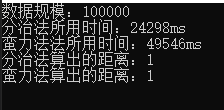 数据规模：100000
分治法所用时间：24298ms
蛮力法所用时间：49546ms
分治法算出的距离：1
蛮力法算出的距离：1